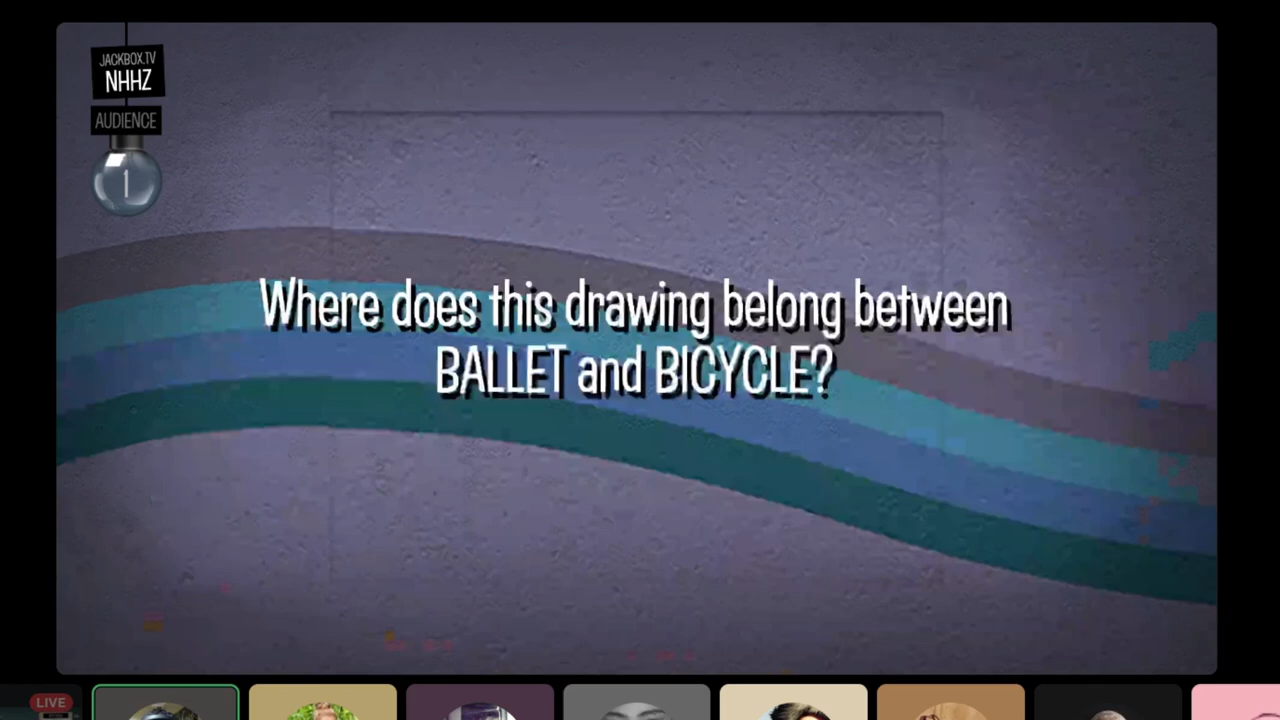 JACKBOX.TV
NHHZ
AUDIENCE
1
Where does this drawing belong between
BALLET and BICYCLE?
LIVE